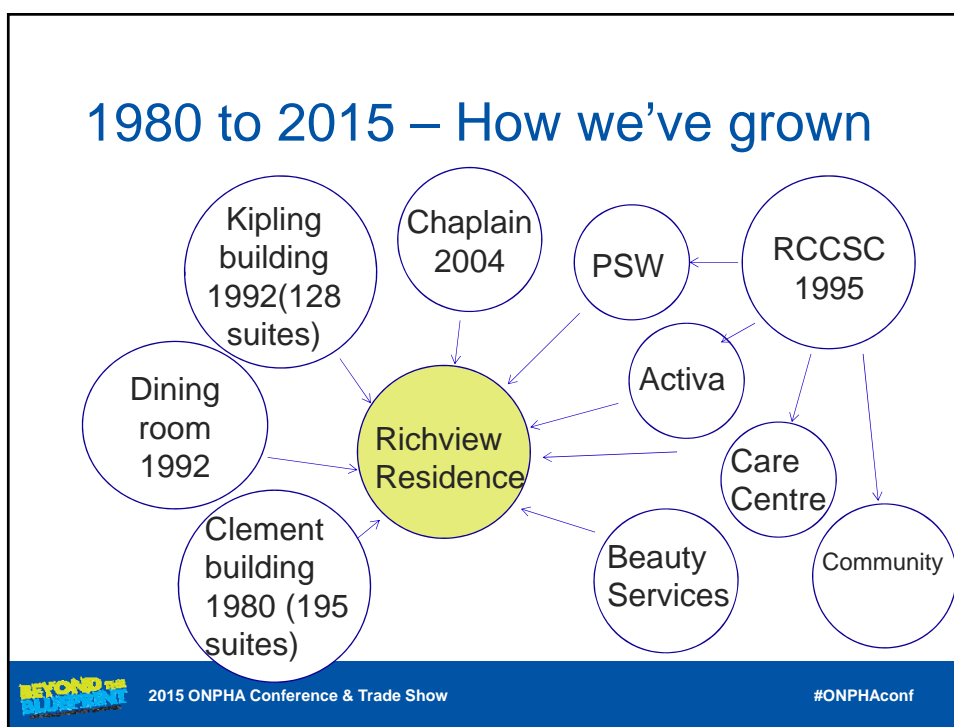 1980 to 2015 – How we've grown
Kipling
building
1992(128
suites)
Chaplain
2004
PSW
RCCSC
1995
Dining
room
1992
Richview
Residence
Activa
Care
Centre
Clement
building
1980 (195
suites)
Beauty
Services
Community
BEYOND THE
BLUEPRINT
2015 ONPHA Conference & Trade Show
#ONPHAconf